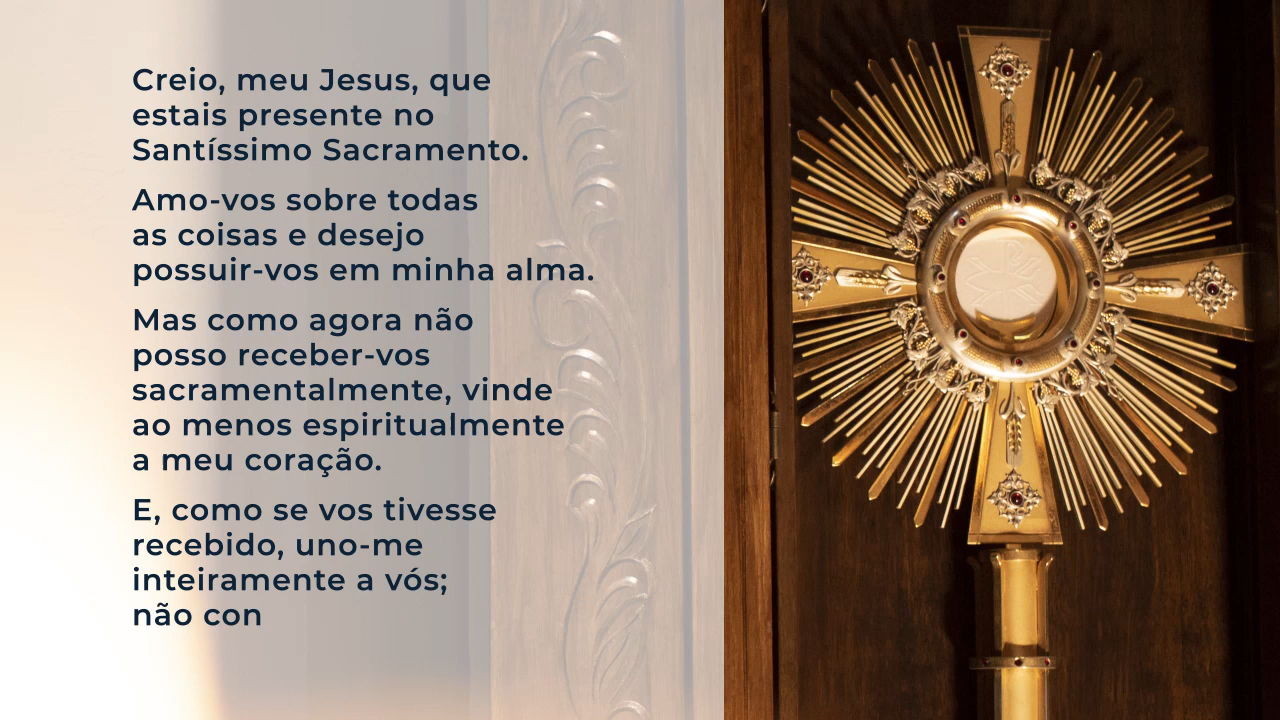 Creio, meu Jesus, que
estais presente no
Santíssimo Sacramento.
Amo-vos sobre todas
as coisas e desejo
possuir-vos em minha alma.
Mas como agora não
posso receber-vos
sacramentalmente, vinde
ao menos espiritualmente
a meu coração.
E, como se vos tivesse
recebido, uno-me
inteiramente a vós;
não con